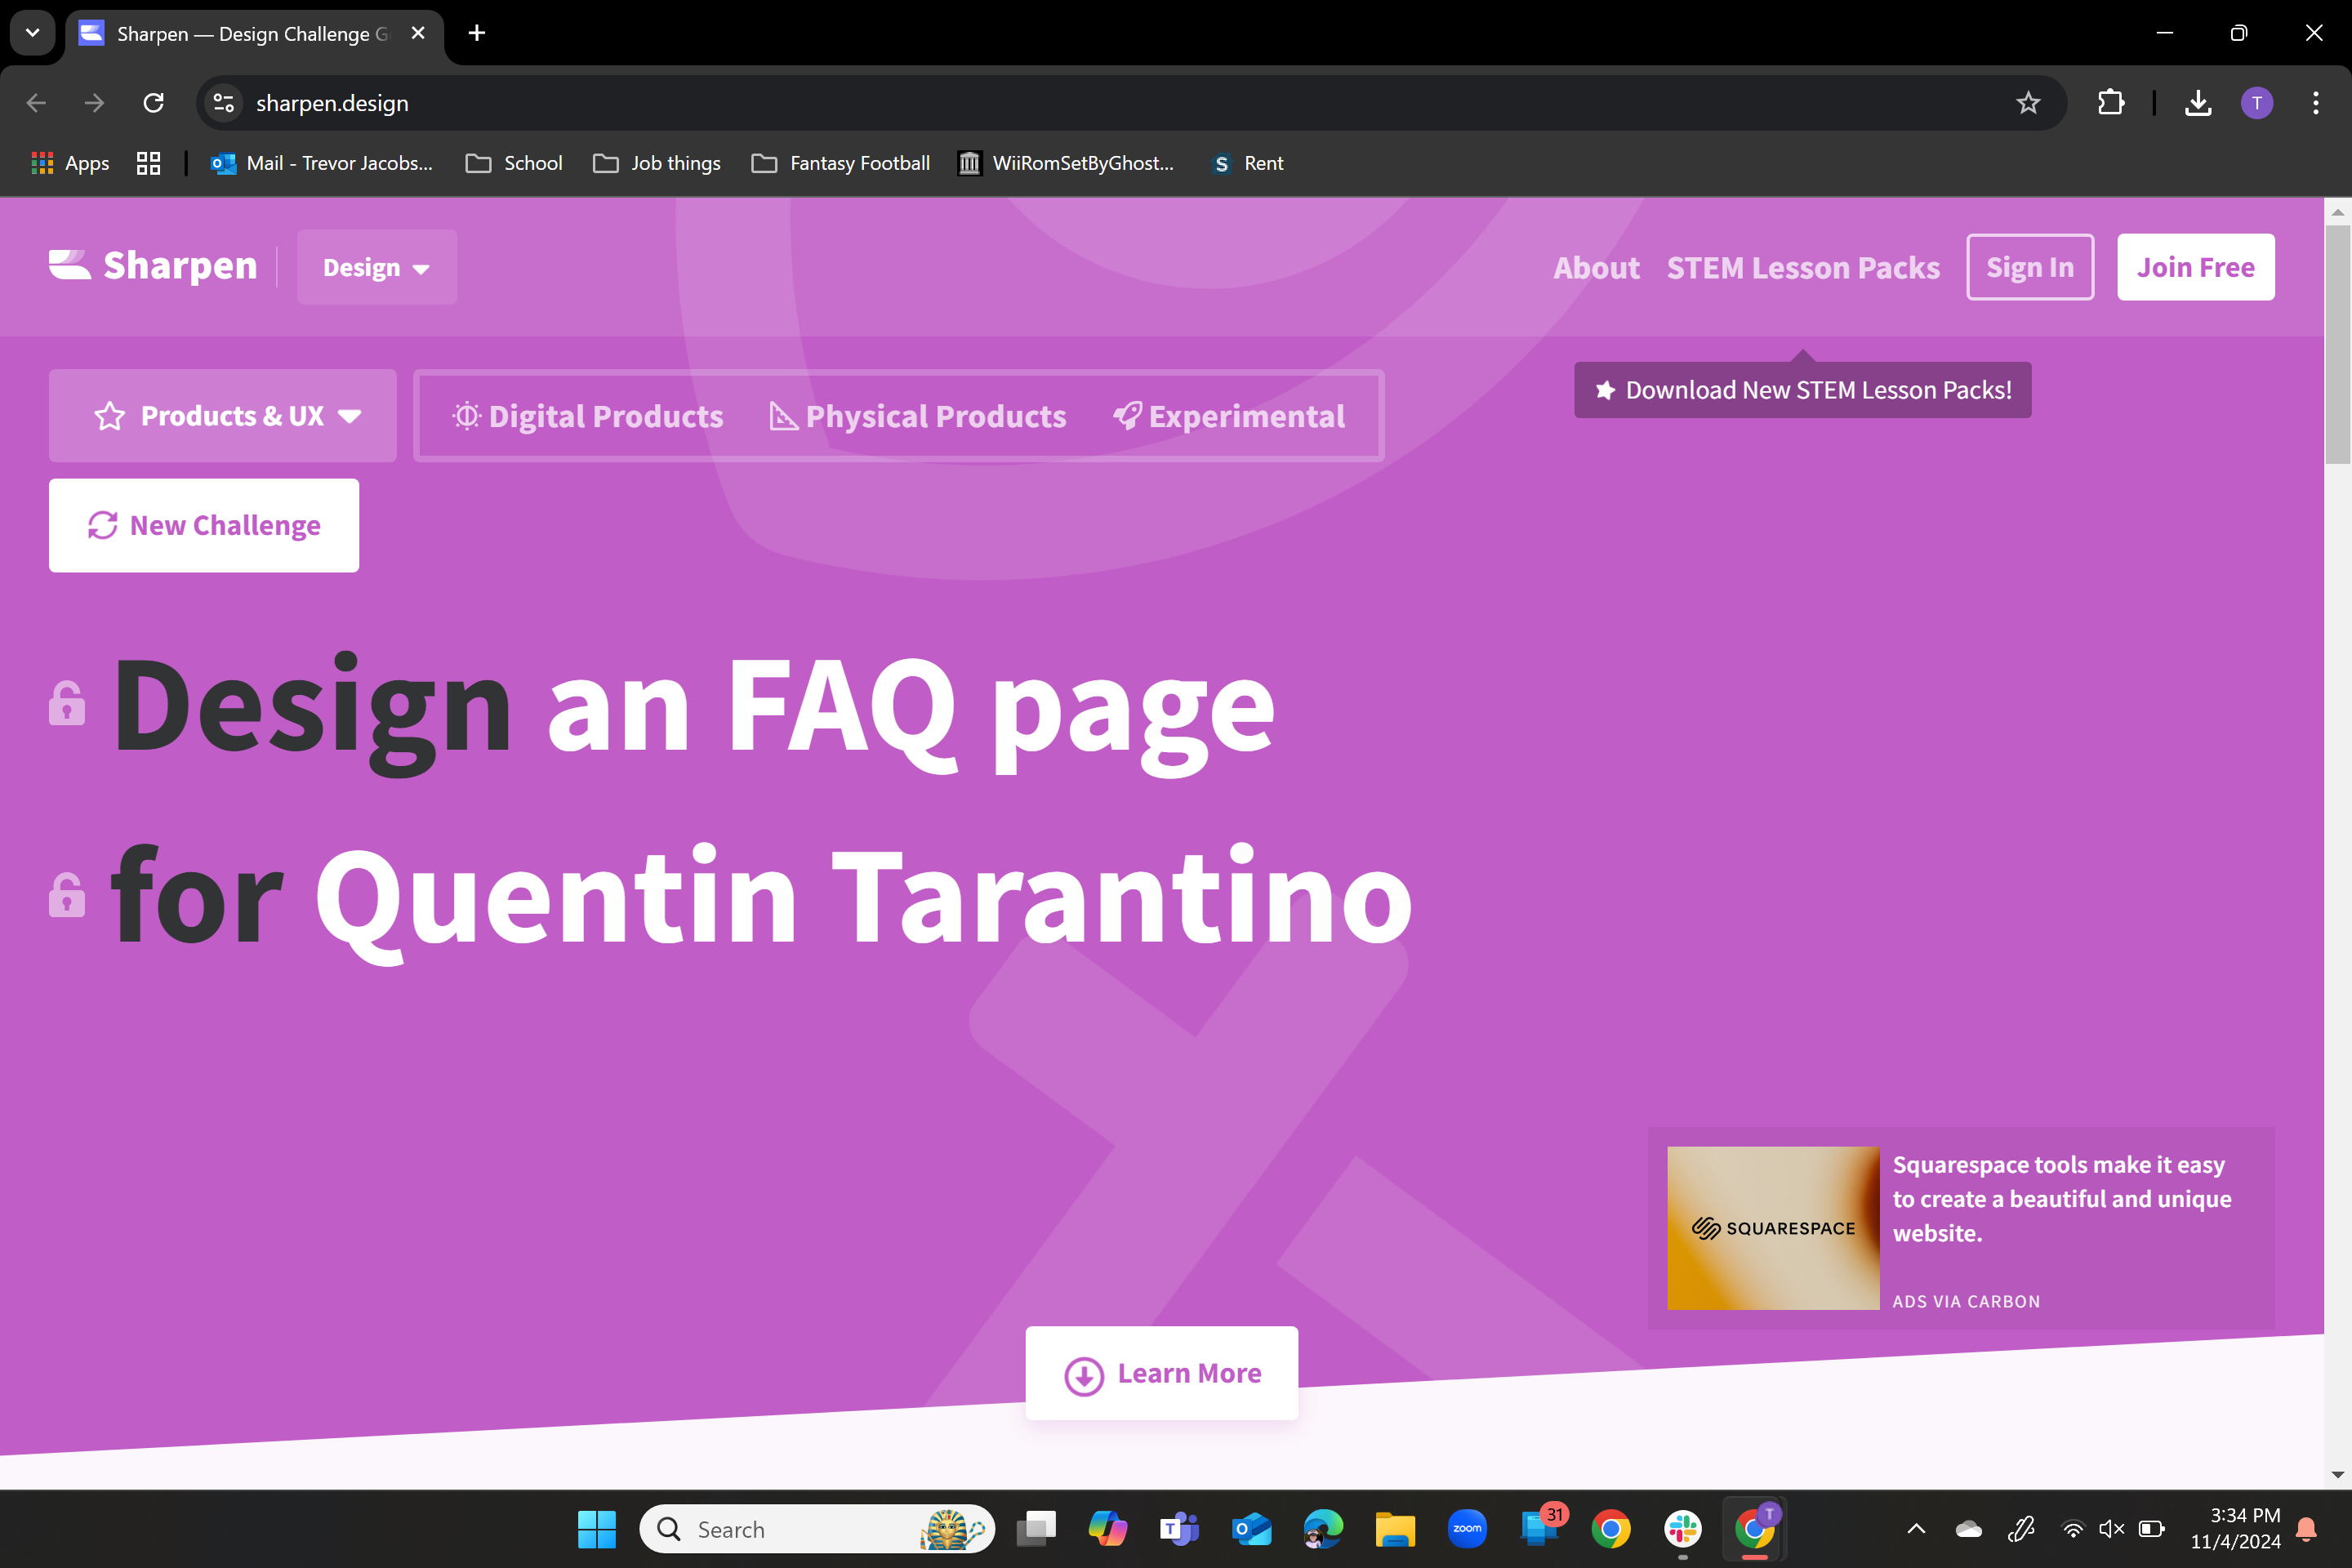 Sharpen — Design Challenge G
sharpen.design
Apps
Mail - Trevor Jacobs...
School
Job things
Fantasy Football
WiiRomSetByGhost...
S Rent
T
Sharpen
Design
About
STEM Lesson Packs
Sign In
Join Free
Products & UX
Digital Products
Physical Products
Experimental
Download New STEM Lesson Packs!
New Challenge
Design an FAQ page
for Quentin Tarantino
SQUARESPACE
Squarespace tools make it easy
to create a beautiful and unique
website.
ADS VIA CARBON
Learn More
Search
T
O
zoom
31
T
3:34 PM
11/4/2024